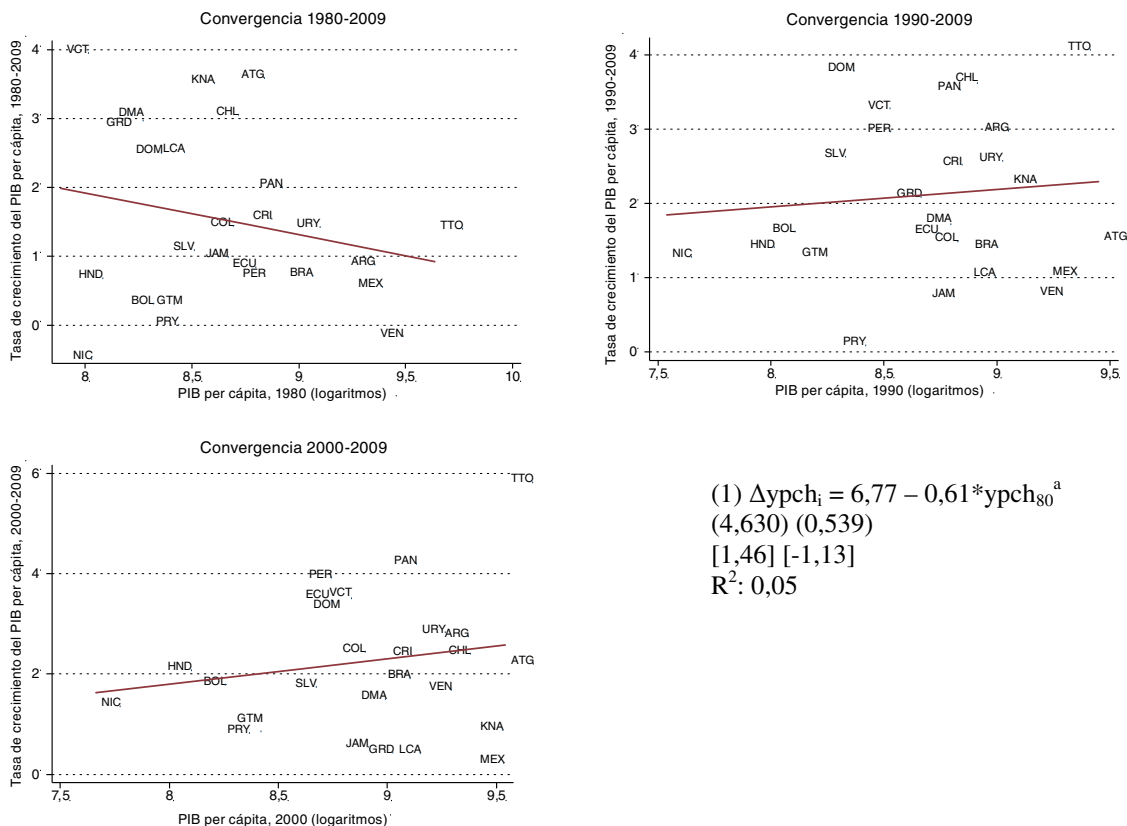 Convergencia 1980-2009
Tasa de crecimiento del PIB per cápita, 1980-2009
4
VCT
KNA
ATG
3
DMA
GRD
CHL
DOM LCA
2
PAN
COL
CRI
URY
TTO
1
SLV
JAM
ECU
PER
BRA
ARG
MEX
HND
BOL GTM
0
PRY
VEN
NIC
8
8,5
9
9,5
10
PIB per cápita, 1980 (logaritmos)
Convergencia 1990-2009
Tasa de crecimiento del PIB per cápita, 1990-2009
4
TTO
DOM
CHL
PAN
VCT
3
PER
ARG
SLV
CRI
URY
KNA
2
GRD
DMA
BOL
ECU
COL
ATG
HND
BRA
NIC
GTM
1
LCA
MEX
JAM
VEN
PRY
0
7,5
8
8,5
9
9,5
PIB per cápita, 1990 (logaritmos)
Convergencia 2000-2009
Tasa de crecimiento del PIB per cápita, 2000-2009
6
TTO
PAN
4
PER
ECU VCT
DOM
URY ARG
COL
CRI
CHL
ATG
2
HND
BOL
SLV
BRA
VEN
DMA
NIC
GTM
PRY
KNA
JAM GRD LCA
MEX
0
7,5
8
8,5
9
9,5
PIB per cápita, 2000 (logaritmos)
(1) Δypchᵢ = 6,77 – 0,61*ypch₈₀ᵃ
(4,630) (0,539)
[1,46] [-1,13]
R²: 0,05